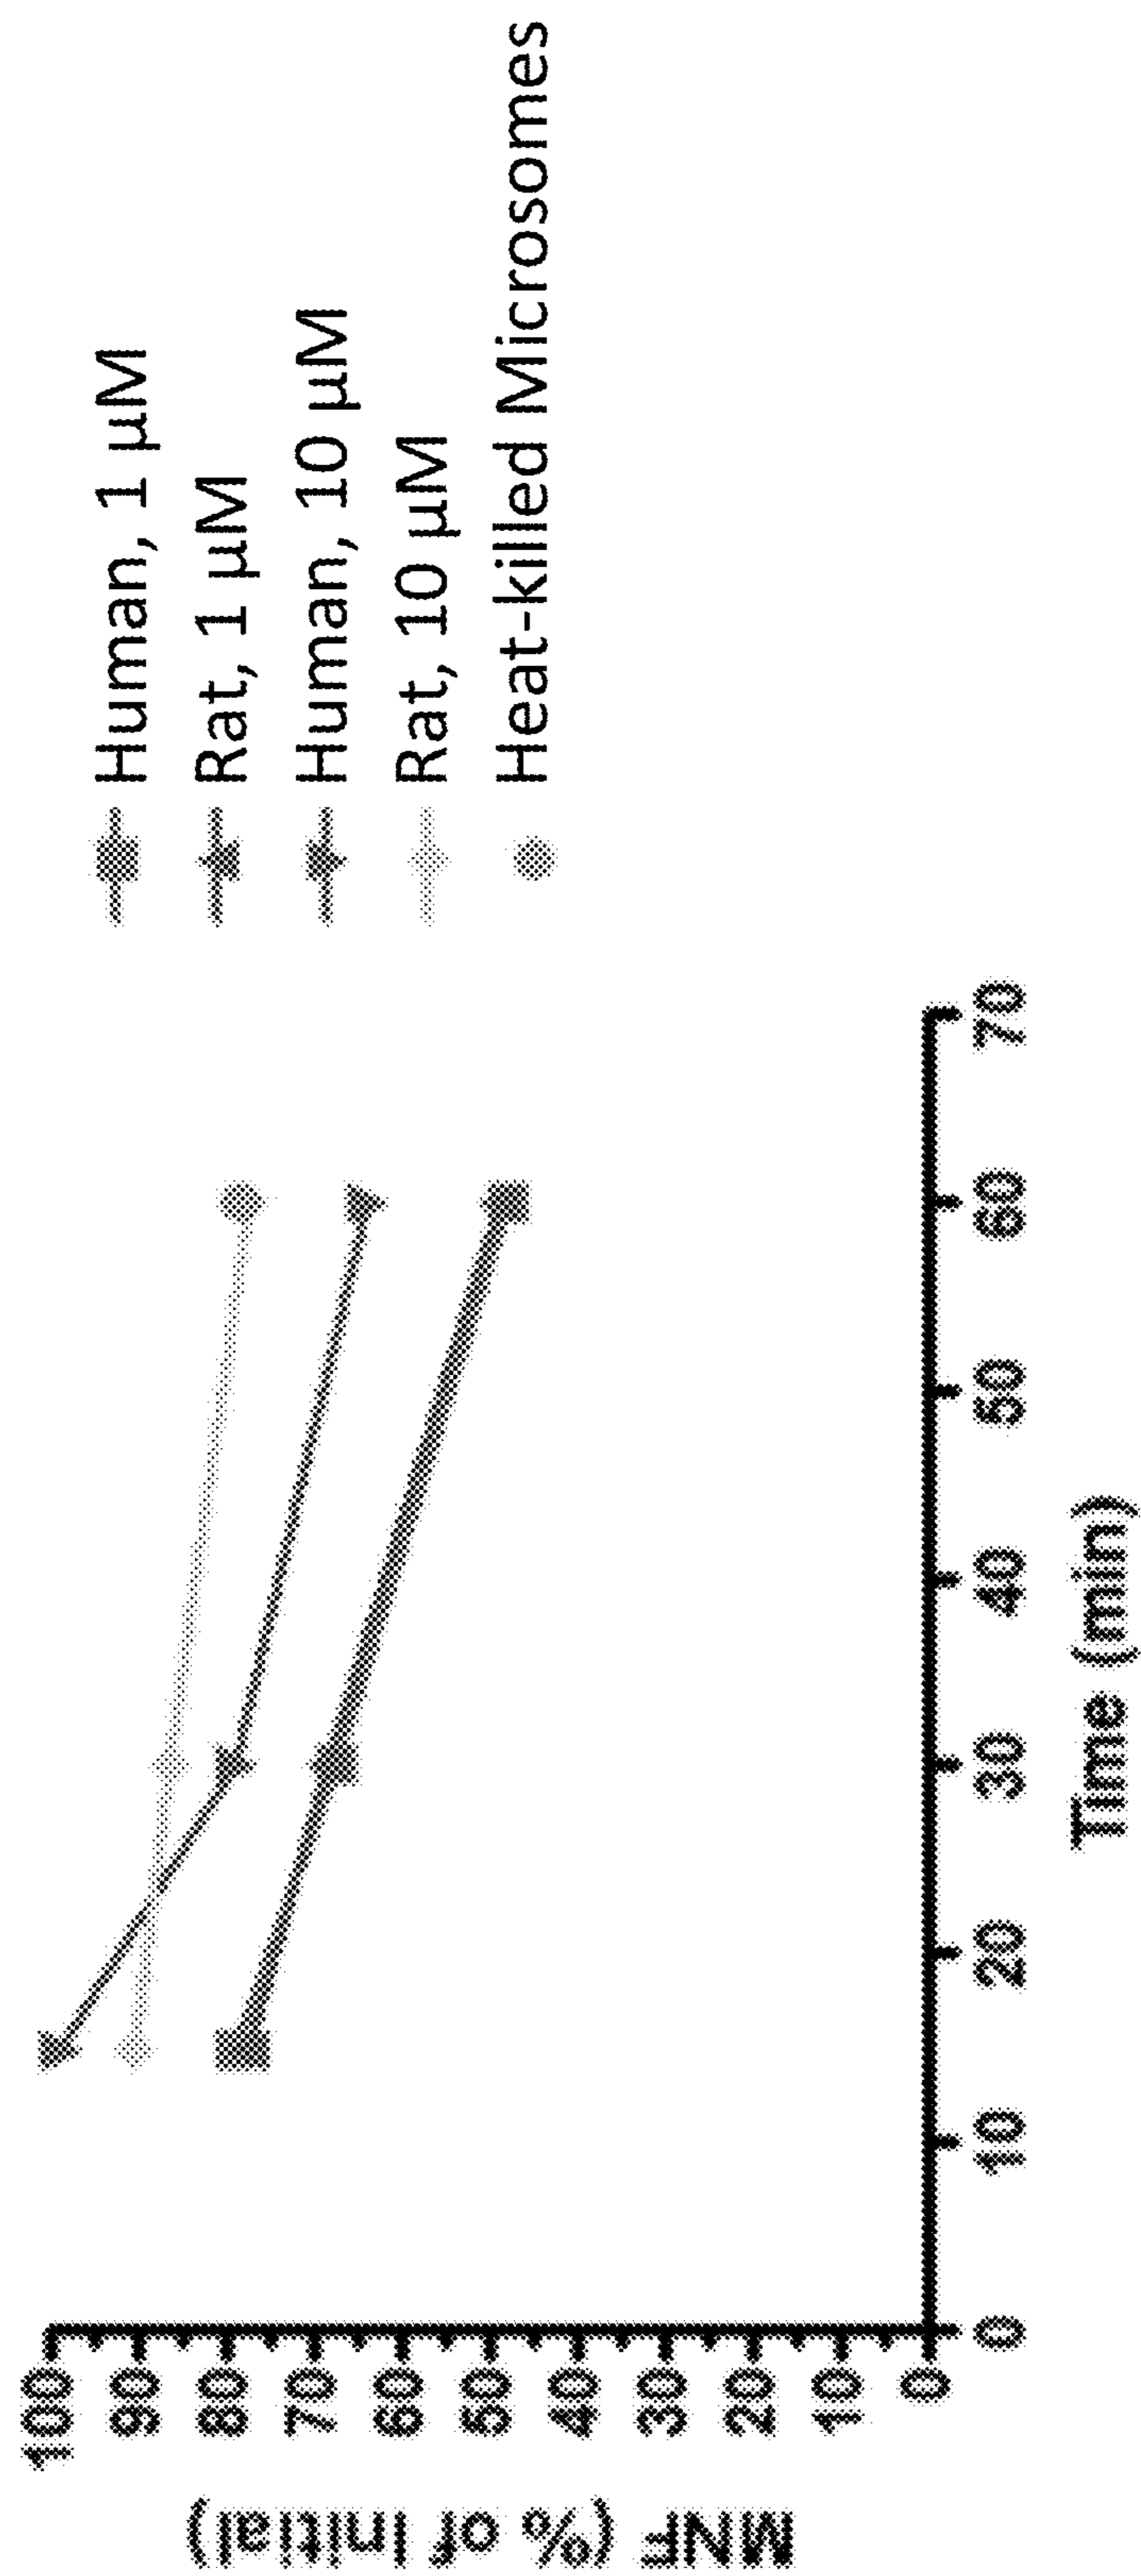 MNF (% of Initial)
100
90
80
70
60
50
40
30
20
10
0
0
10
20
30
40
50
60
70
Time (min)
Human, 1 µM
Rat, 1 µM
Human, 10 µM
Rat, 10 µM
Heat-killed Microsomes